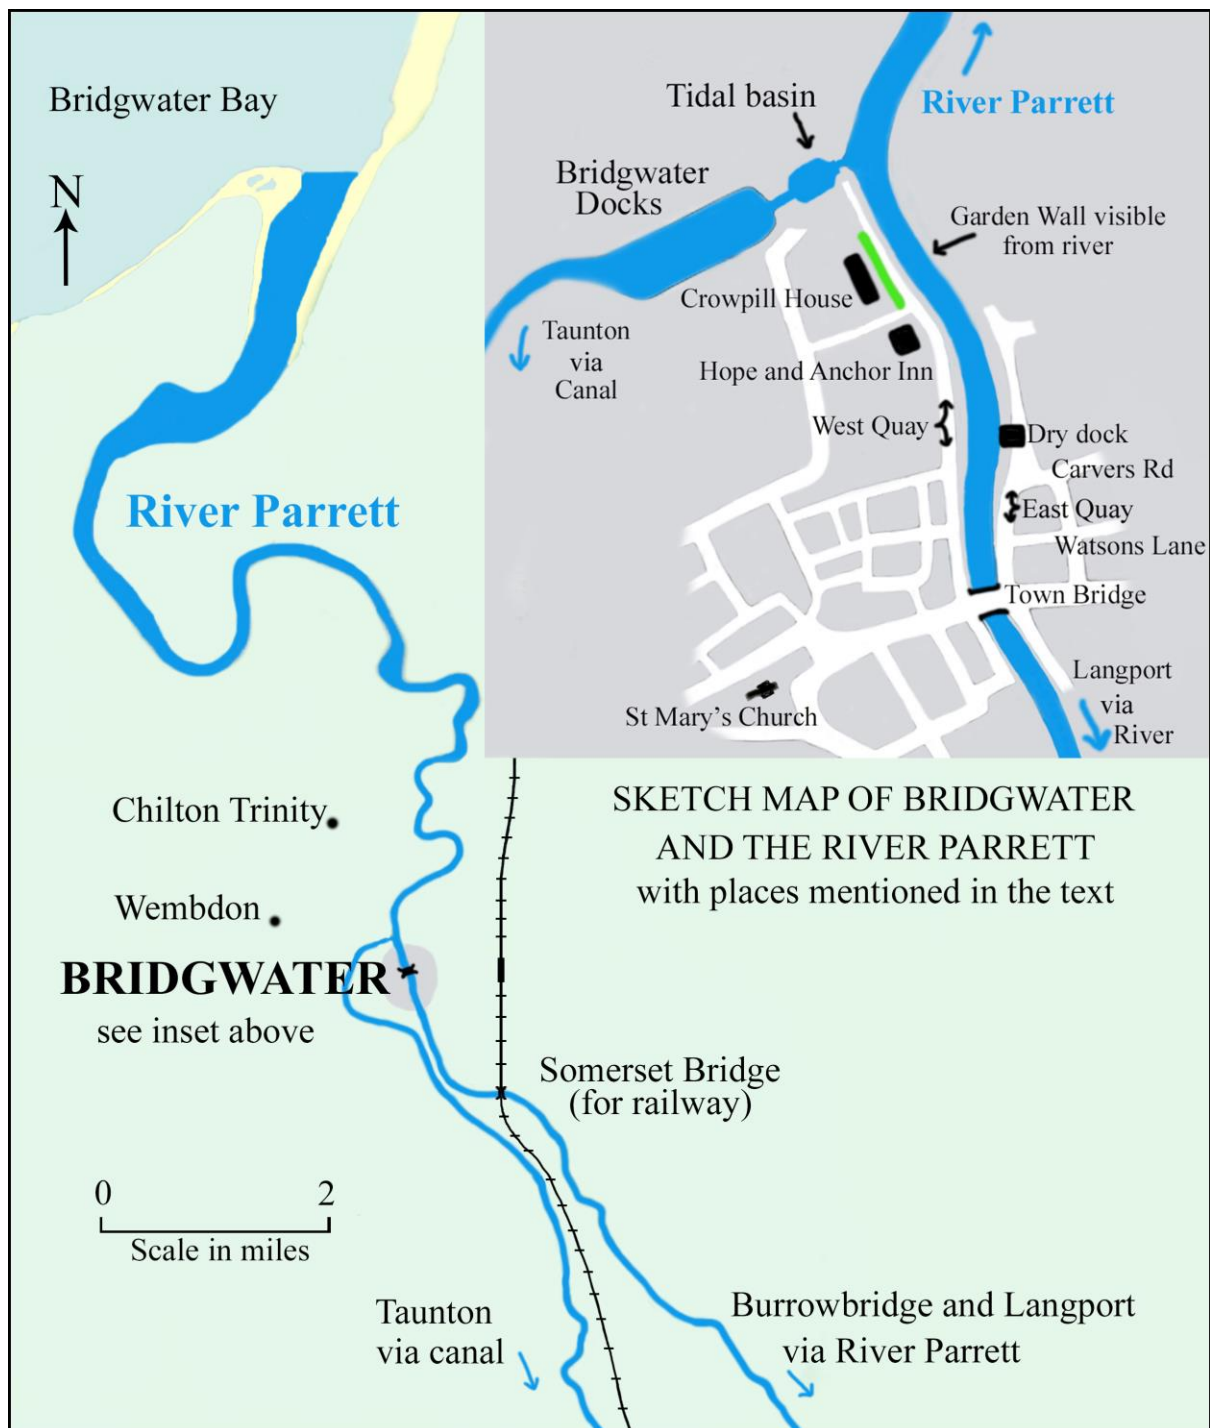 Bridgwater Bay
N
River Parrett
Tidal basin
River Parrett
Bridgwater
Docks
Garden Wall visible
from river
Crowpill House
Taunton
via
Canal
Hope and Anchor Inn
West Quay
Dry dock
Carvers Rd
East Quay
Watsons Lane
Town Bridge
Langport
via
River
St Mary's Church
SKETCH MAP OF BRIDGWATER
AND THE RIVER PARRETT
with places mentioned in the text
Chilton Trinity
Wembdon
BRIDGWATER
see inset above
Somerset Bridge
(for railway)
0 2
Scale in miles
Taunton
via canal
Burrowbridge and Langport
via River Parrett